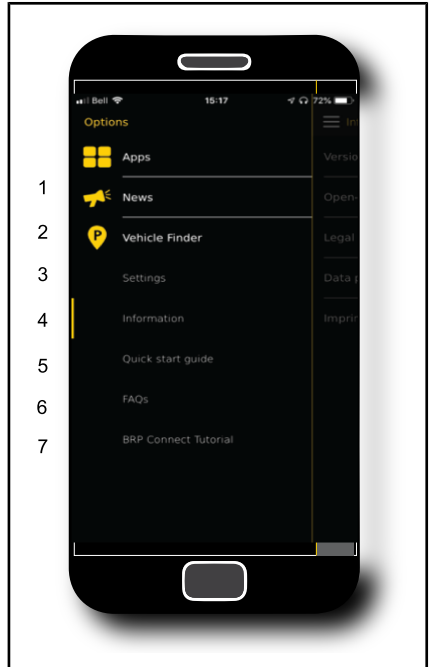 Bell 15:17 72%
Options
In
Apps
Versio
1
News
Open-
2
P
Vehicle Finder
Legal
3
Settings
Data p
4
Information
Imprin
5
Quick start guide
6
FAQs
7
BRP Connect Tutorial